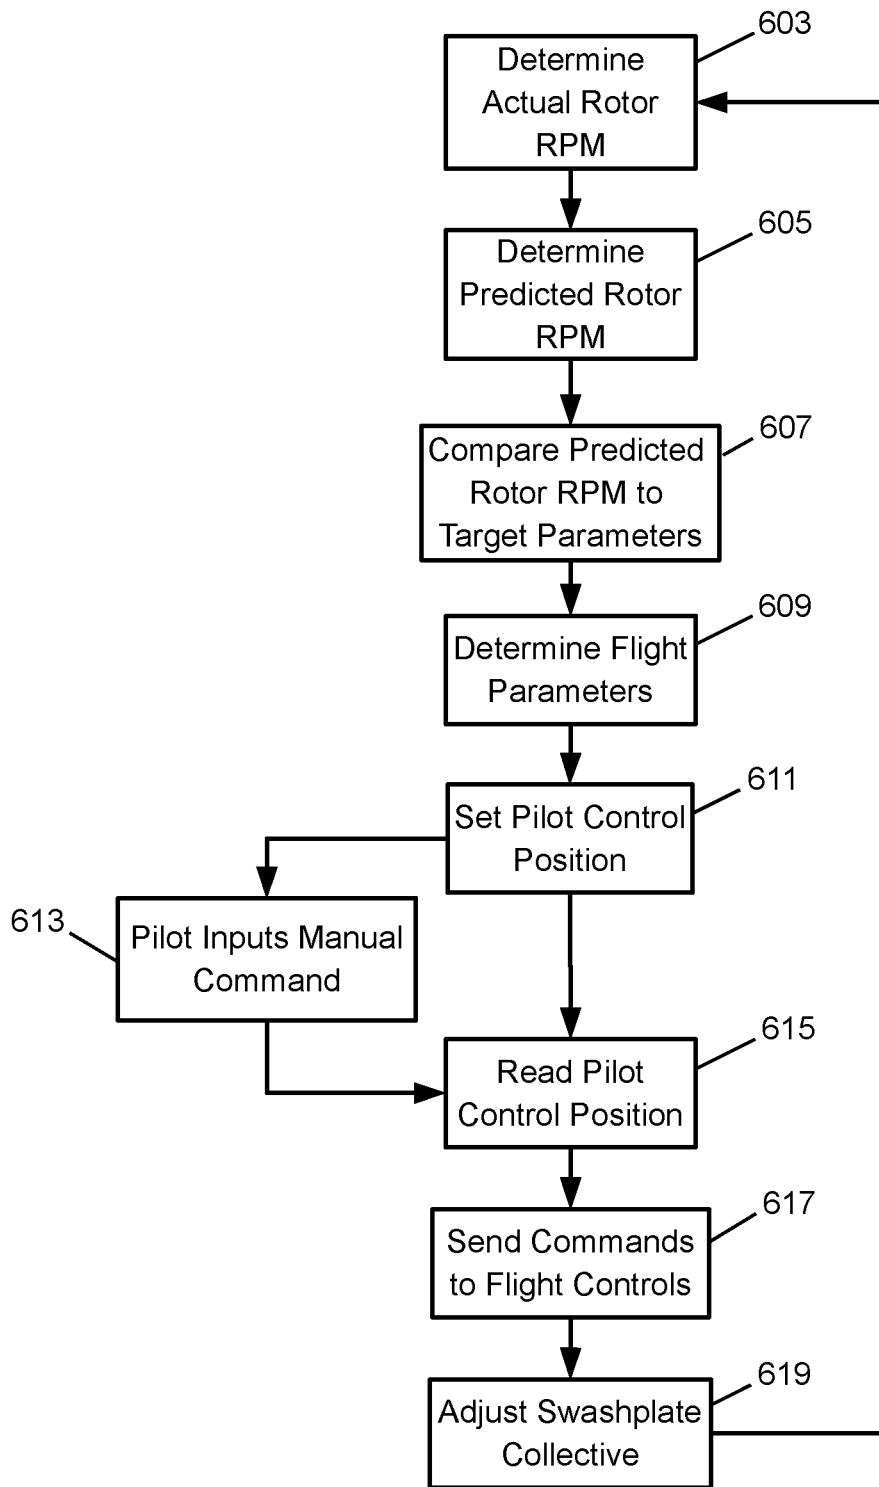 603
Determine
Actual Rotor
RPM
605
Determine
Predicted Rotor
RPM
607
Compare Predicted
Rotor RPM to
Target Parameters
609
Determine Flight
Parameters
611
Set Pilot Control
Position
613
Pilot Inputs Manual
Command
615
Read Pilot
Control Position
617
Send Commands
to Flight Controls
619
Adjust Swashplate
Collective